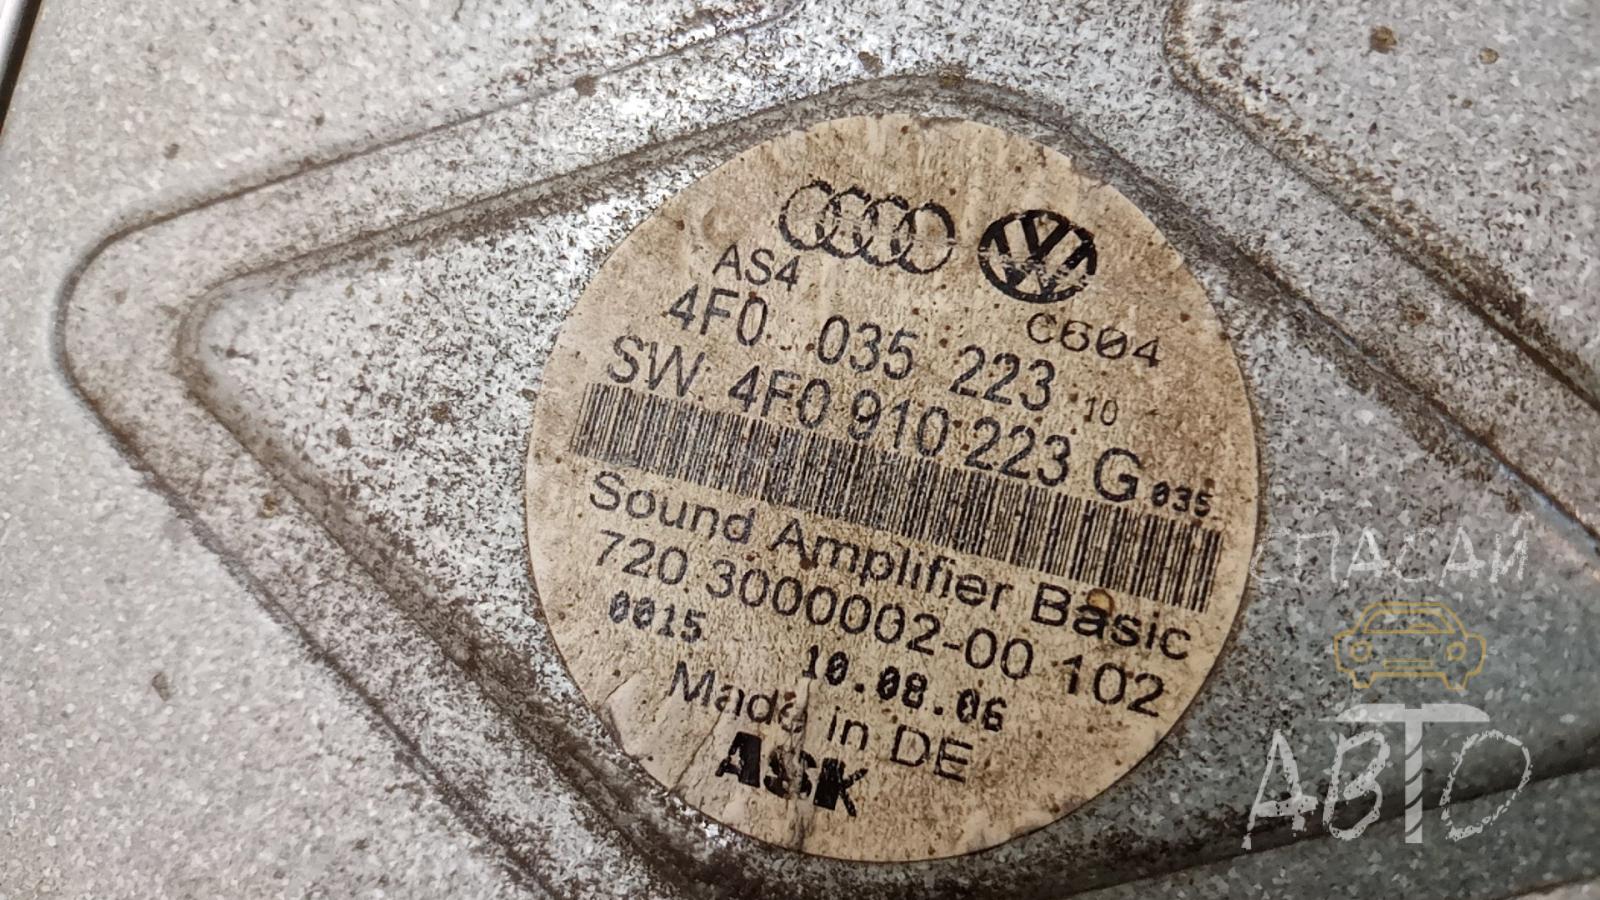 AS4
C604
4F0 035 223 10
SW: 4F0 910 223 G 035
Sound Amplifier Basic
720 3000002-00 102
0015 10.08.06
Made in DE
ASK
СПАСАЙ
АВТО